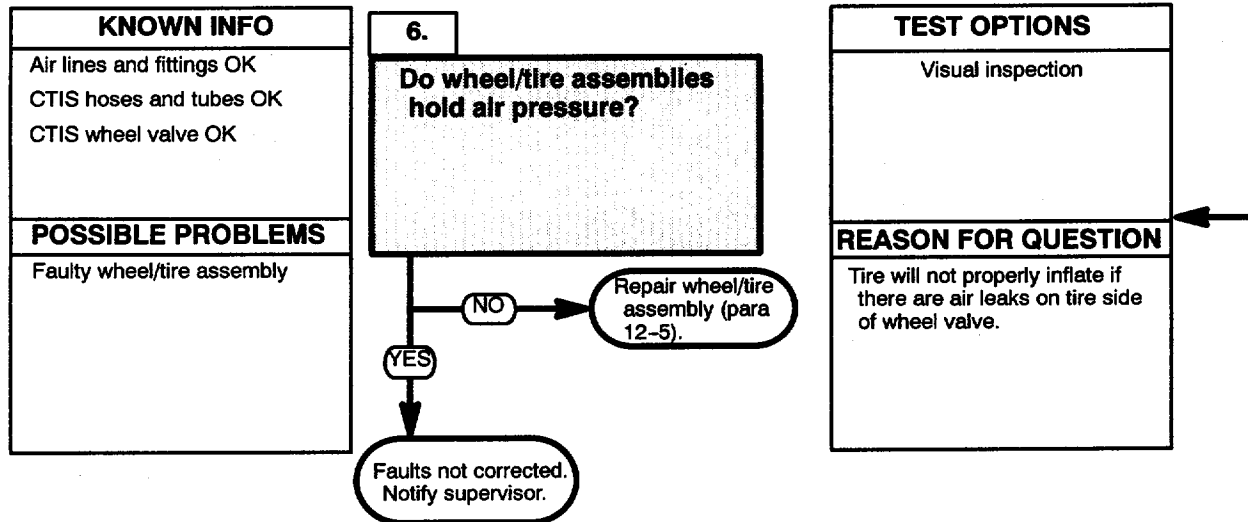 KNOWN INFO
Air lines and fittings OK
CTIS hoses and tubes OK
CTIS wheel valve OK
POSSIBLE PROBLEMS
Faulty wheel/tire assembly
6.
Do wheel/tire assemblies
hold air pressure?
NO
Repair wheel/tire
assembly (para
12–5).
YES
Faults not corrected.
Notify supervisor.
TEST OPTIONS
Visual inspection
REASON FOR QUESTION
Tire will not properly inflate if
there are air leaks on tire side
of wheel valve.